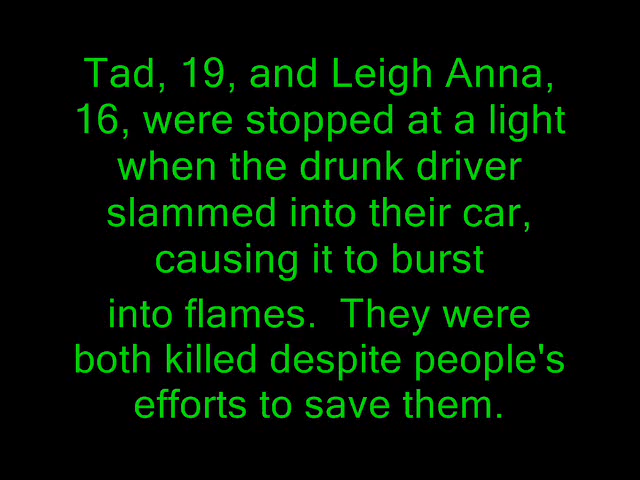 Tad, 19, and Leigh Anna,
16, were stopped at a light
when the drunk driver
slammed into their car,
causing it to burst
into flames.  They were
both killed despite people's
efforts to save them.